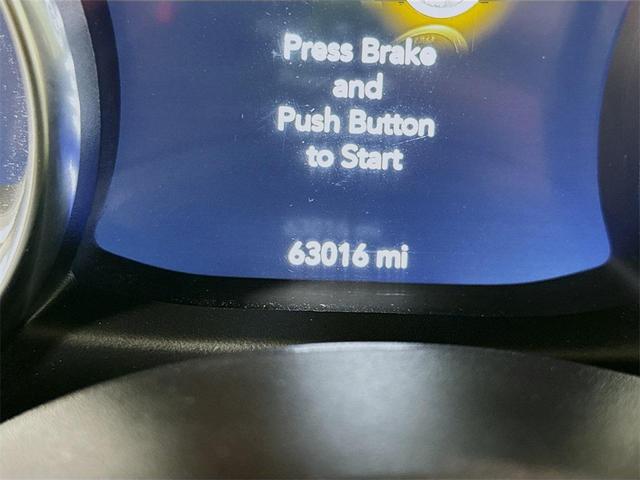 Press Brake
and
Push Button
to Start
63016 mi